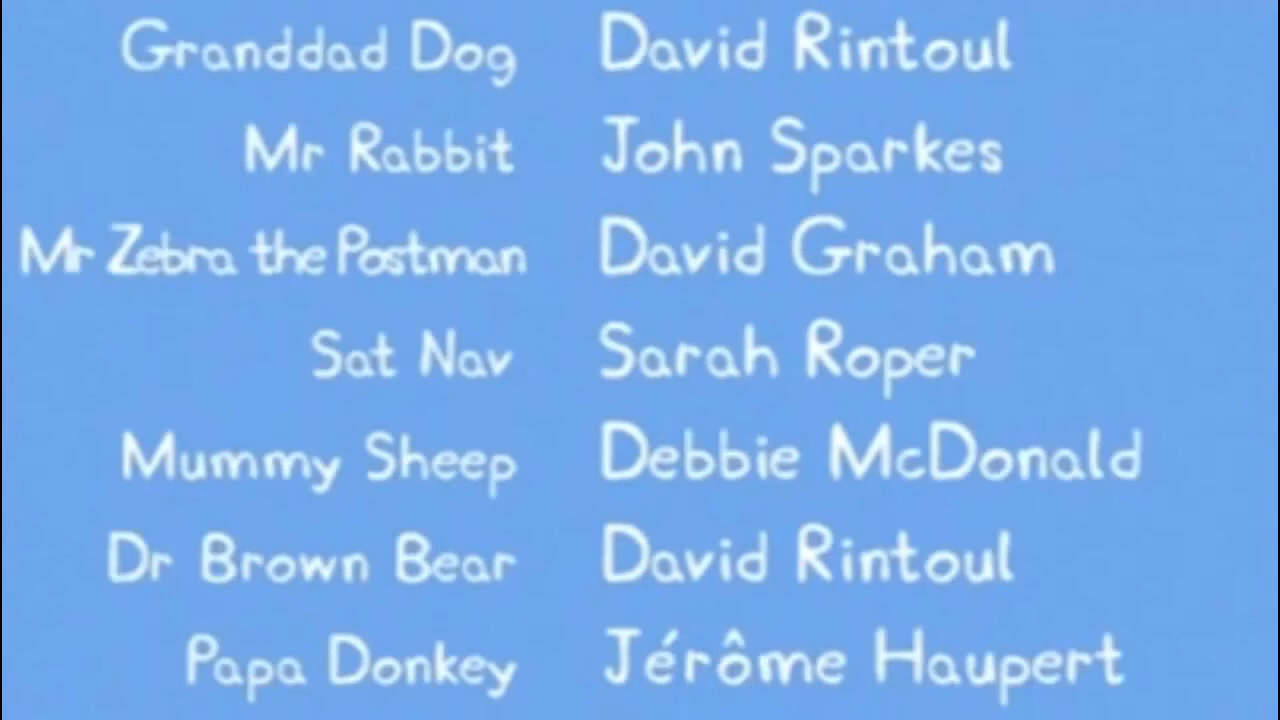 Granddad Dog David Rintoul
Mr Rabbit John Sparkes
Mr Zebra the Postman David Graham
Sat Nav Sarah Roper
Mummy Sheep Debbie McDonald
Dr Brown Bear David Rintoul
Papa Donkey Jérôme Haupert